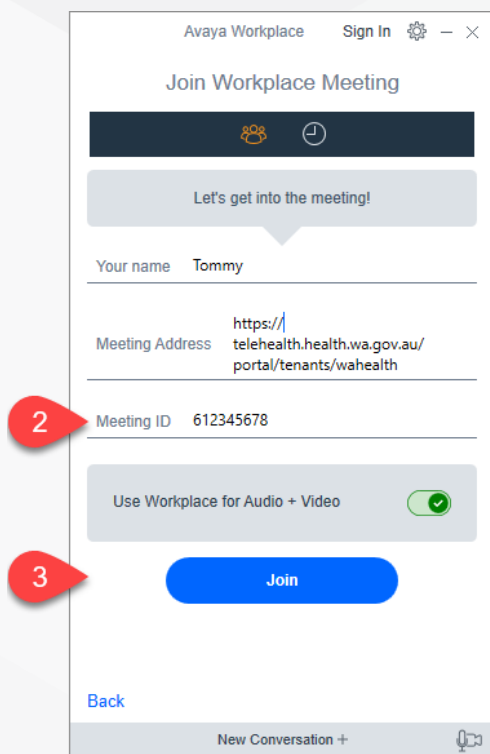 Avaya Workplace Sign In
Join Workplace Meeting
Let's get into the meeting!
Your name Tommy
https://
Meeting Address telehealth.health.wa.gov.au/
portal/tenants/wahealth
2 Meeting ID 612345678
Use Workplace for Audio + Video
3 Join
Back
New Conversation +